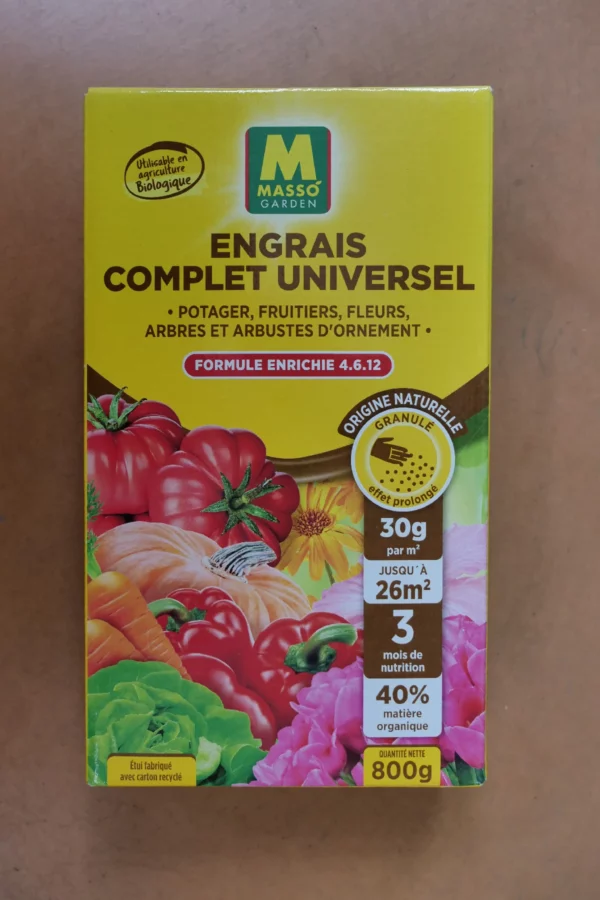 Utilisable en
agriculture
Biologique
M
MASSÓ
GARDEN
ENGRAIS
COMPLET UNIVERSEL
• POTAGER, FRUITIERS, FLEURS,
ARBRES ET ARBUSTES D'ORNEMENT •
FORMULE ENRICHIE 4.6.12
ORIGINE NATURELLE
GRANULÉ
effet prolongé
30g
par m²
JUSQU'À
26m²
3
mois de
nutrition
40%
matière
organique
QUANTITÉ NETTE
800g
Étui fabriqué
avec carton recyclé